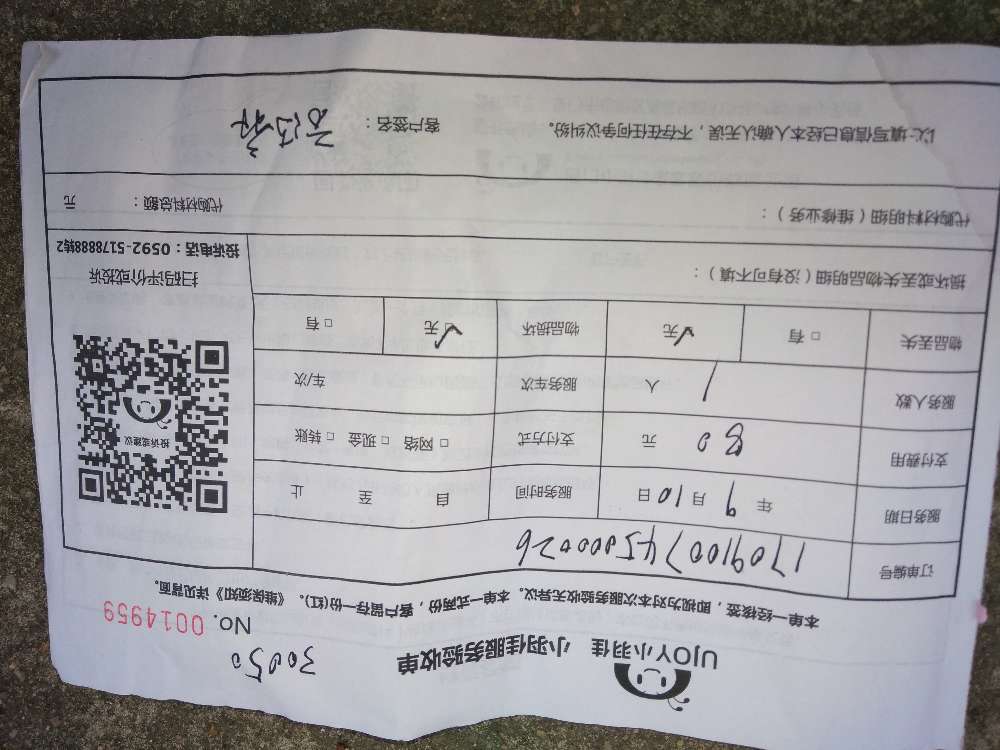 UJOY小羽佳 小羽佳服务验收单
30050
No. 0014959
本单一经核签，即视为对本次服务验收无异议。本单一式两份，客户留存一份(红)。《维保须知》详见背面。
订单编号 170910074500026
服务日期 年 9 月 10 日 服务时间 自 至 止
支付费用 80 元 支付方式 □ 网络 □ 现金 □ 转账
服务人数 1 人 服务车次 车/次
物品丢失 □ 有 ☑ 无 物品损坏 ☑ 无 □ 有
投诉或建议
扫码评价或投诉
投诉电话：0592-5178888转2
损坏或丢失物品明细（没有可不填）：
代购材料明细（维修业务）： 代购材料总额： 元
以上填写信息已经本人确认无误，不存在任何争议纠纷。 客户签名：